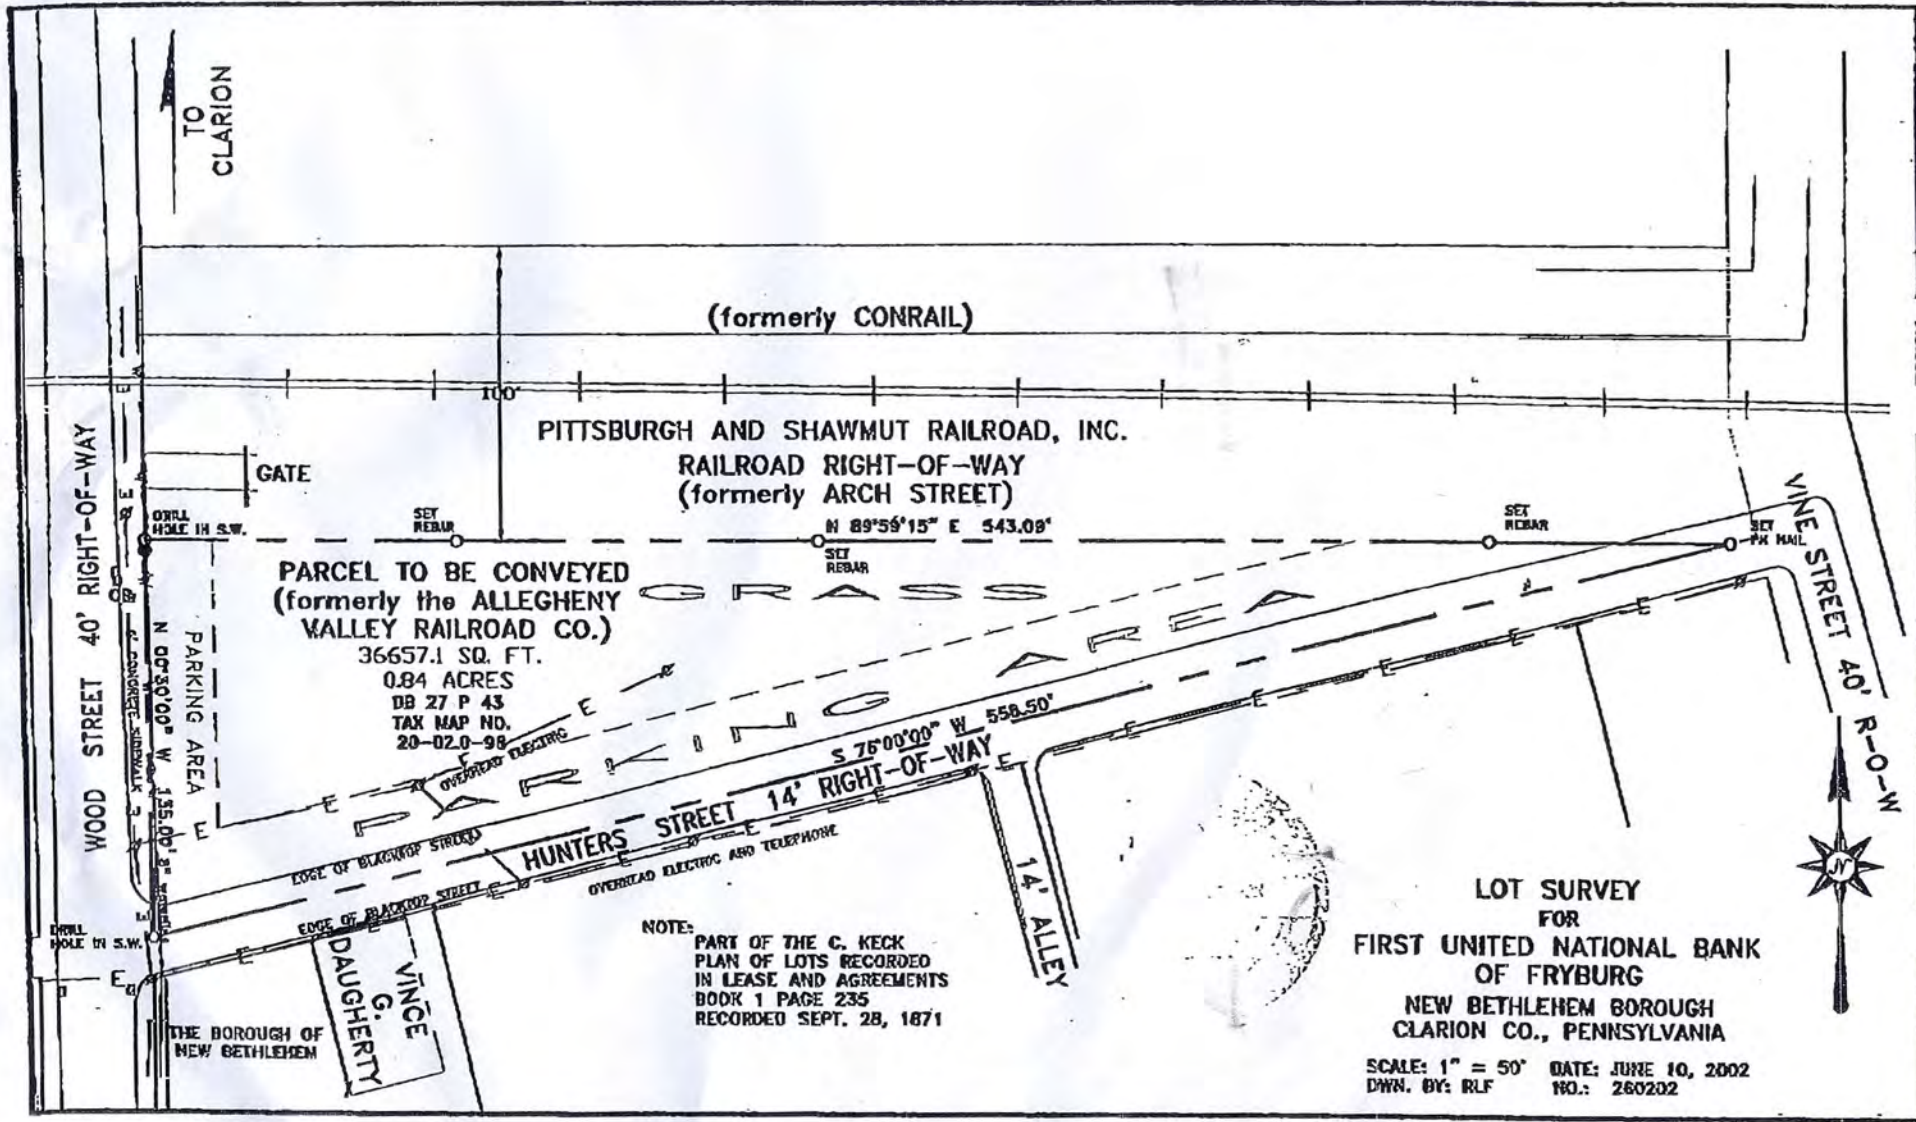 TO
CLARION
(formerly CONRAIL)
100'
PITTSBURGH AND SHAWMUT RAILROAD, INC.
RAILROAD RIGHT-OF-WAY
(formerly ARCH STREET)
N 89°59'15" E 543.09'
GATE
DRILL
HOLE IN S.W.
SET
REBAR
SET
REBAR
SET
REBAR
SET
PK NAIL
WOOD STREET 40' RIGHT-OF-WAY
6' CONCRETE SIDEWALK
N 00°30'00" W 135.00'
PARKING AREA
PARCEL TO BE CONVEYED
(formerly the ALLEGHENY
VALLEY RAILROAD CO.)
36657.1 SQ. FT.
0.84 ACRES
DB 27 P 43
TAX MAP NO.
20-02.0-98
GRASS
PARKING AREA
OVERHEAD ELECTRIC
S 76°00'00" W 558.50'
HUNTERS STREET 14' RIGHT-OF-WAY
EDGE OF BLACKTOP STREET
EDGE OF BLACKTOP STREET
OVERHEAD ELECTRIC AND TELEPHONE
VINE STREET 40' R-O-W
14' ALLEY
DRILL
HOLE IN S.W.
THE BOROUGH OF
NEW BETHLEHEM
VINCE
G.
DAUGHERTY
NOTE:
PART OF THE C. KECK
PLAN OF LOTS RECORDED
IN LEASE AND AGREEMENTS
BOOK 1 PAGE 235
RECORDED SEPT. 28, 1871
N
LOT SURVEY
FOR
FIRST UNITED NATIONAL BANK
OF FRYBURG
NEW BETHLEHEM BOROUGH
CLARION CO., PENNSYLVANIA
SCALE: 1" = 50' DATE: JUNE 10, 2002
DWN. BY: RLF NO.: 260202